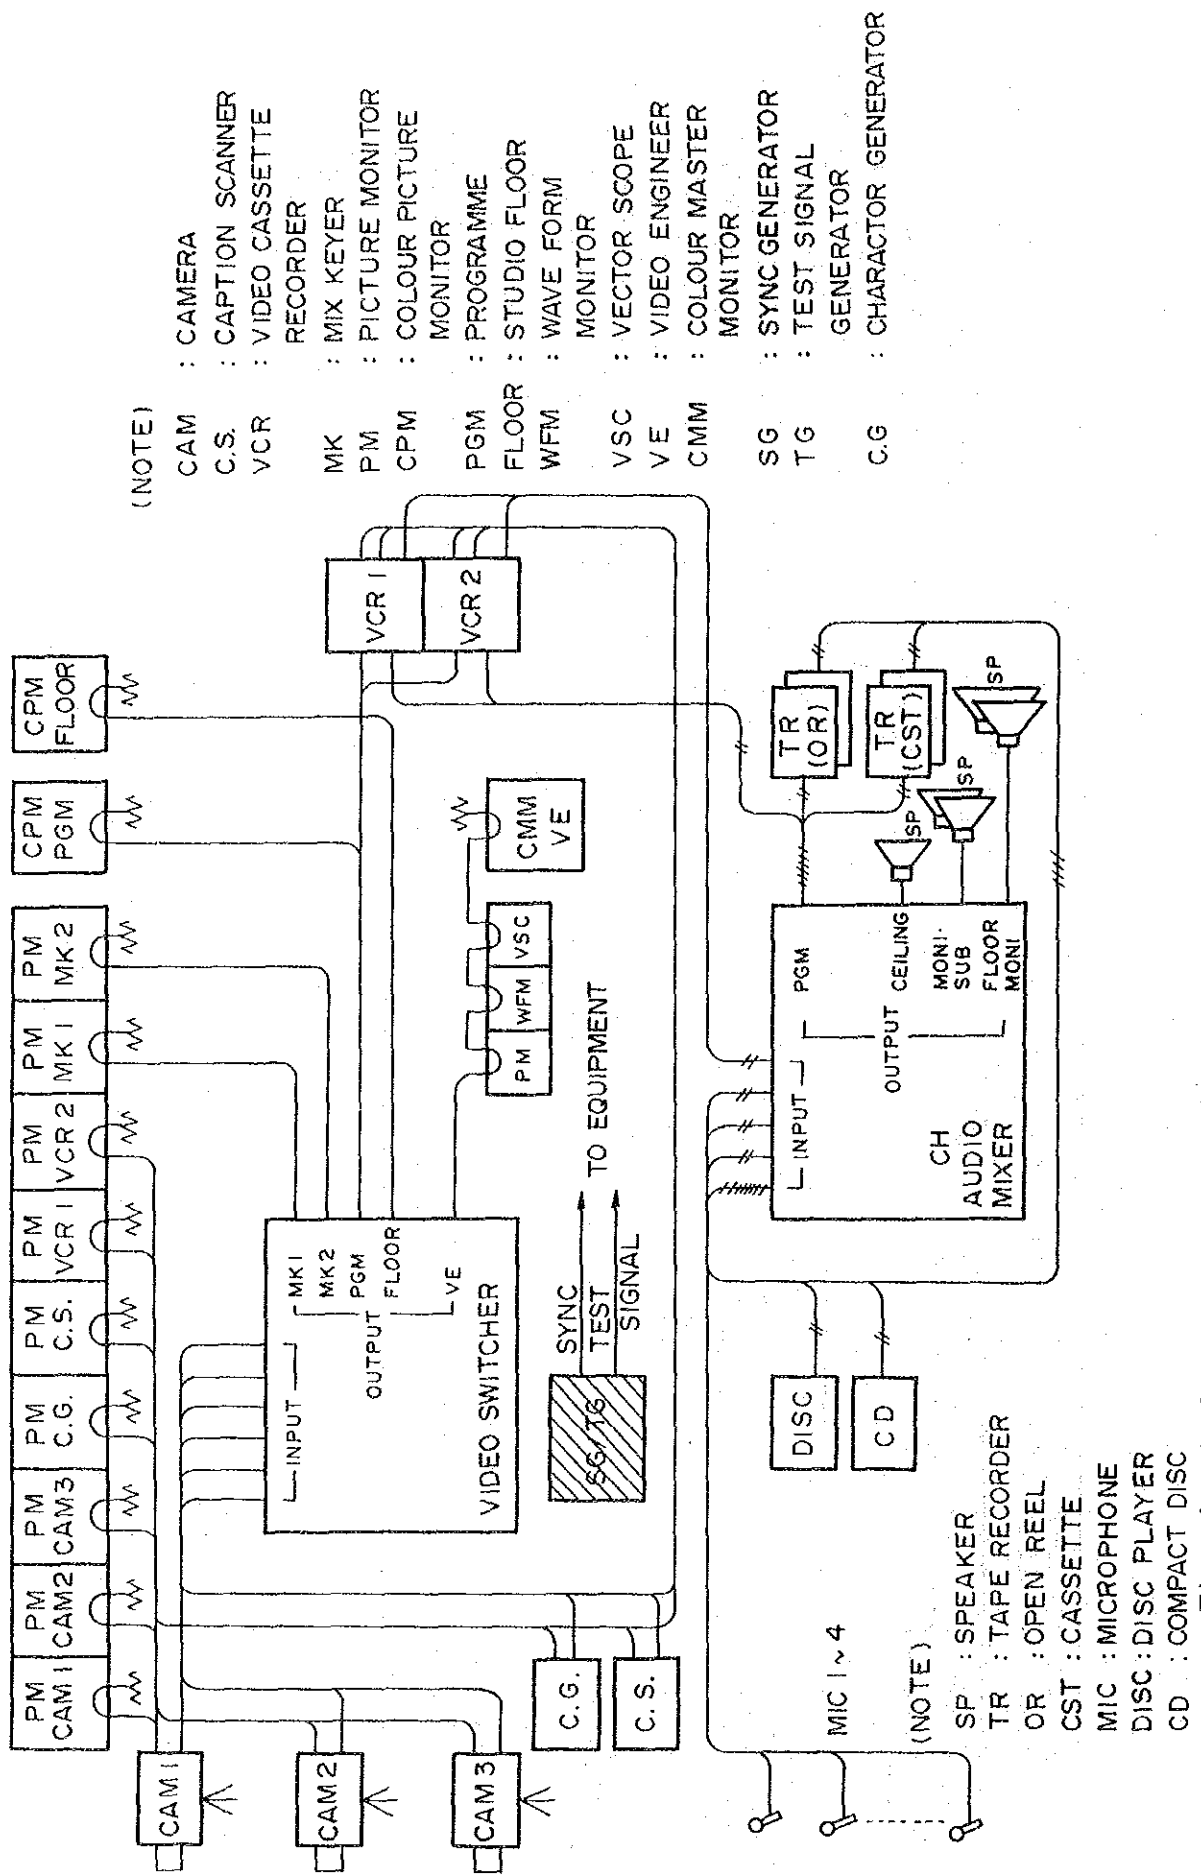 PM
CAM 1
PM
CAM2
PM
CAM 3
PM
C.G.
PM
C.S.
PM
VCR 1
PM
VCR 2
PM
MK 1
PM
MK 2
CPM
PGM
CPM
FLOOR
CAM 1
CAM 2
CAM 3
INPUT
OUTPUT
MK 1
MK 2
PGM
FLOOR
VE
VIDEO SWITCHER
VCR 1
VCR 2
PM
WFM
VSC
CMM
VE
C.G.
C.S.
SG/TG
SYNC
TEST
SIGNAL
TO EQUIPMENT
MIC 1~4
DISC
CD
INPUT
OUTPUT
PGM
CEILING
MONI·
SUB
FLOOR
MONI
CH
AUDIO
MIXER
TR
(OR)
TR
(CST)
SP
SP
SP
(NOTE)
CAM : CAMERA
C.S. : CAPTION SCANNER
VCR : VIDEO CASSETTE
RECORDER
MK : MIX KEYER
PM : PICTURE MONITOR
CPM : COLOUR PICTURE
MONITOR
PGM : PROGRAMME
FLOOR : STUDIO FLOOR
WFM : WAVE FORM
MONITOR
VSC : VECTOR SCOPE
VE : VIDEO ENGINEER
CMM : COLOUR MASTER
MONITOR
SG : SYNC GENERATOR
TG : TEST SIGNAL
GENERATOR
C.G : CHARACTOR GENERATOR
(NOTE)
SP : SPEAKER
TR : TAPE RECORDER
OR : OPEN REEL
CST : CASSETTE
MIC : MICROPHONE
DISC : DISC PLAYER
CD : COMPACT DISC